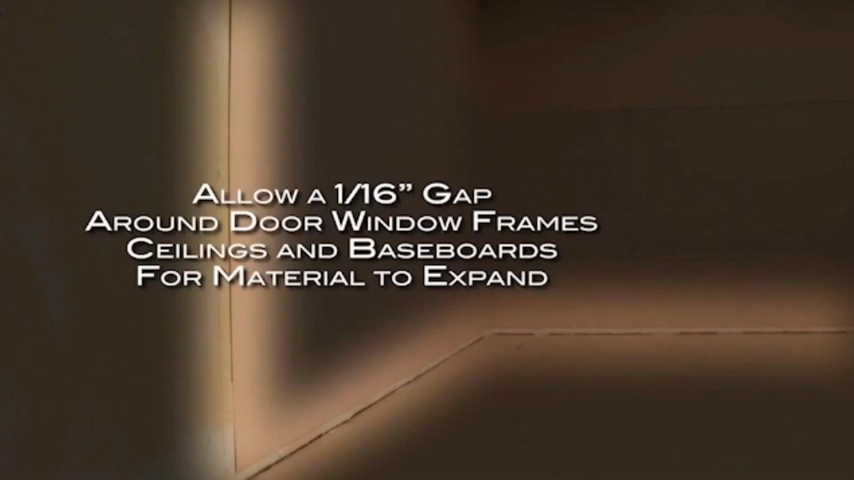 Allow a 1/16” Gap
Around Door Window Frames
Ceilings and Baseboards
For Material to Expand